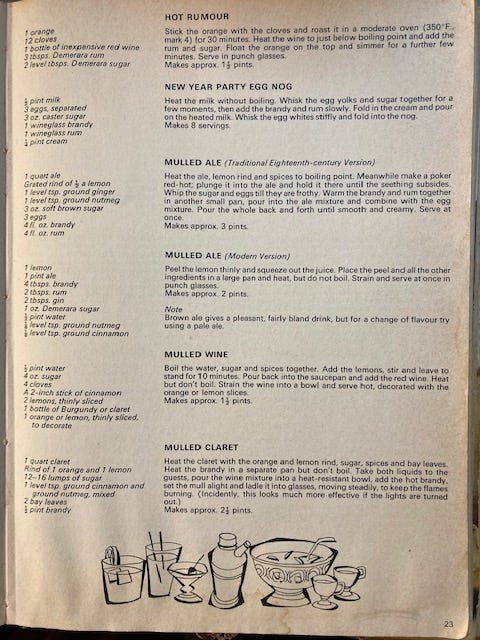 HOT RUMOUR
1 orange
12 cloves
1 bottle of inexpensive red wine
3 tbsps. Demerara rum
2 level tbsps. Demerara sugar
Stick the orange with the cloves and roast it in a moderate oven (350°F.,
mark 4) for 30 minutes. Heat the wine to just below boiling point and add the
rum and sugar. Float the orange on the top and simmer for a further few
minutes. Serve in punch glasses.
Makes approx. 1½ pints.
NEW YEAR PARTY EGG NOG
½ pint milk
3 eggs, separated
3 oz. caster sugar
1 wineglass brandy
1 wineglass rum
¼ pint cream
Heat the milk without boiling. Whisk the egg yolks and sugar together for a
few moments, then add the brandy and rum slowly. Fold in the cream and pour
on the heated milk. Whisk the egg whites stiffly and fold into the nog.
Makes 8 servings.
MULLED ALE (Traditional Eighteenth-century Version)
1 quart ale
Grated rind of ½ a lemon
1 level tsp. ground ginger
1 level tsp. ground nutmeg
3 oz. soft brown sugar
3 eggs
4 fl. oz. brandy
4 fl. oz. rum
Heat the ale, lemon rind and spices to boiling point. Meanwhile make a poker
red-hot; plunge it into the ale and hold it there until the seething subsides.
Whip the sugar and eggs till they are frothy. Warm the brandy and rum together
in another small pan, pour into the ale mixture and combine with the egg
mixture. Pour the whole back and forth until smooth and creamy. Serve at
once.
Makes approx. 3 pints.
MULLED ALE (Modern Version)
1 lemon
1 pint ale
4 tbsps. brandy
2 tbsps. rum
2 tbsps. gin
1 oz. Demerara sugar
½ pint water
⅛ level tsp. ground nutmeg
⅛ level tsp. ground cinnamon
Peel the lemon thinly and squeeze out the juice. Place the peel and all the other
ingredients in a large pan and heat, but do not boil. Strain and serve at once in
punch glasses.
Makes approx. 2 pints.
Note
Brown ale gives a pleasant, fairly bland drink, but for a change of flavour try
using a pale ale.
MULLED WINE
½ pint water
4 oz. sugar
4 cloves
A 2-inch stick of cinnamon
2 lemons, thinly sliced
1 bottle of Burgundy or claret
1 orange or lemon, thinly sliced,
to decorate
Boil the water, sugar and spices together. Add the lemons, stir and leave to
stand for 10 minutes. Pour back into the saucepan and add the red wine. Heat
but don't boil. Strain the wine into a bowl and serve hot, decorated with the
orange or lemon slices.
Makes approx. 1½ pints.
MULLED CLARET
1 quart claret
Rind of 1 orange and 1 lemon
12–16 lumps of sugar
1 level tsp. ground cinnamon and
ground nutmeg, mixed
2 bay leaves
½ pint brandy
Heat the claret with the orange and lemon rind, sugar, spices and bay leaves.
Heat the brandy in a separate pan but don't boil. Take both liquids to the
guests, pour the wine mixture into a heat-resistant bowl, add the hot brandy,
set the mull alight and ladle it into glasses, moving steadily, to keep the flames
burning. (Incidently, this looks much more effective if the lights are turned
out.)
Makes approx. 2½ pints.
23